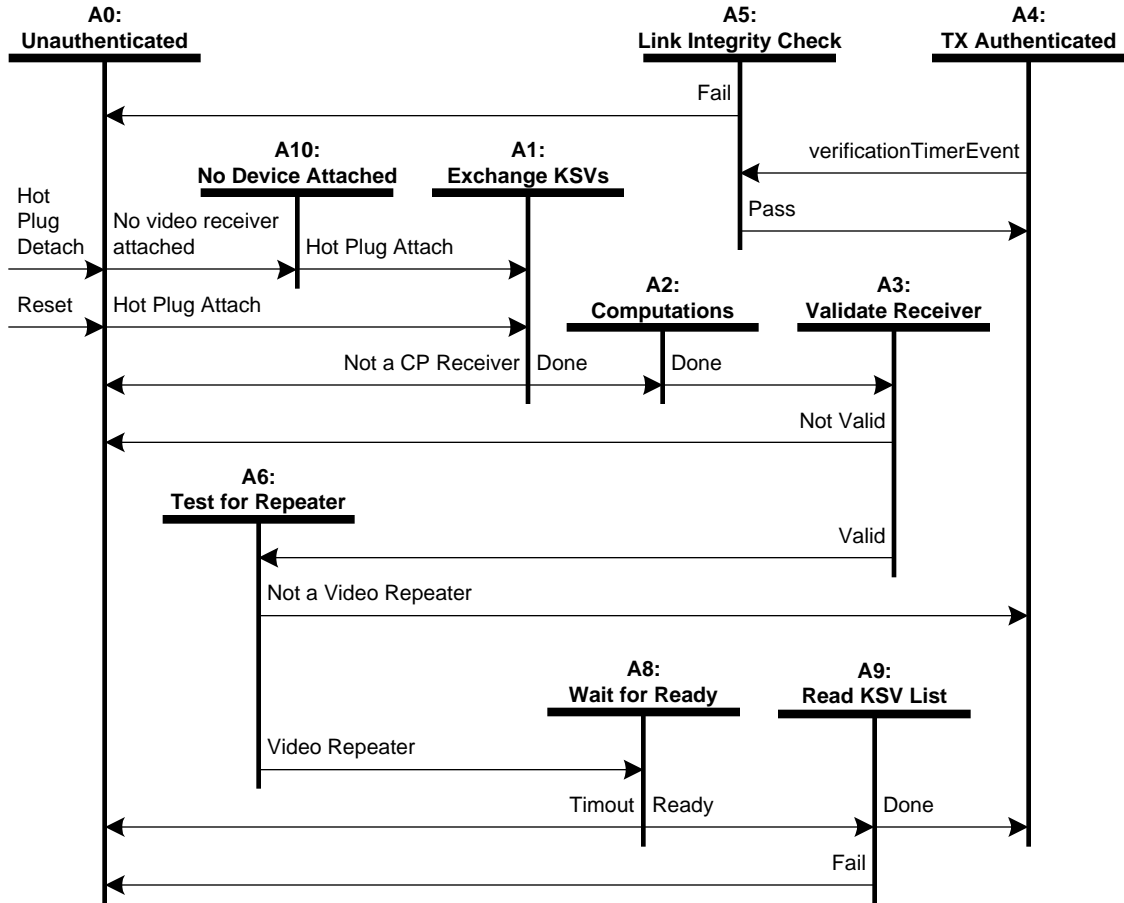 A0:
Unauthenticated
A5:
Link Integrity Check
A4:
TX Authenticated
Fail
A10:
No Device Attached
A1:
Exchange KSVs
verificationTimerEvent
Hot
Plug
Detach
No video receiver
attached
Hot Plug Attach
Pass
Reset
Hot Plug Attach
A2:
Computations
A3:
Validate Receiver
Not a CP Receiver
Done
Done
Not Valid
A6:
Test for Repeater
Valid
Not a Video Repeater
A8:
Wait for Ready
A9:
Read KSV List
Video Repeater
Timout
Ready
Done
Fail